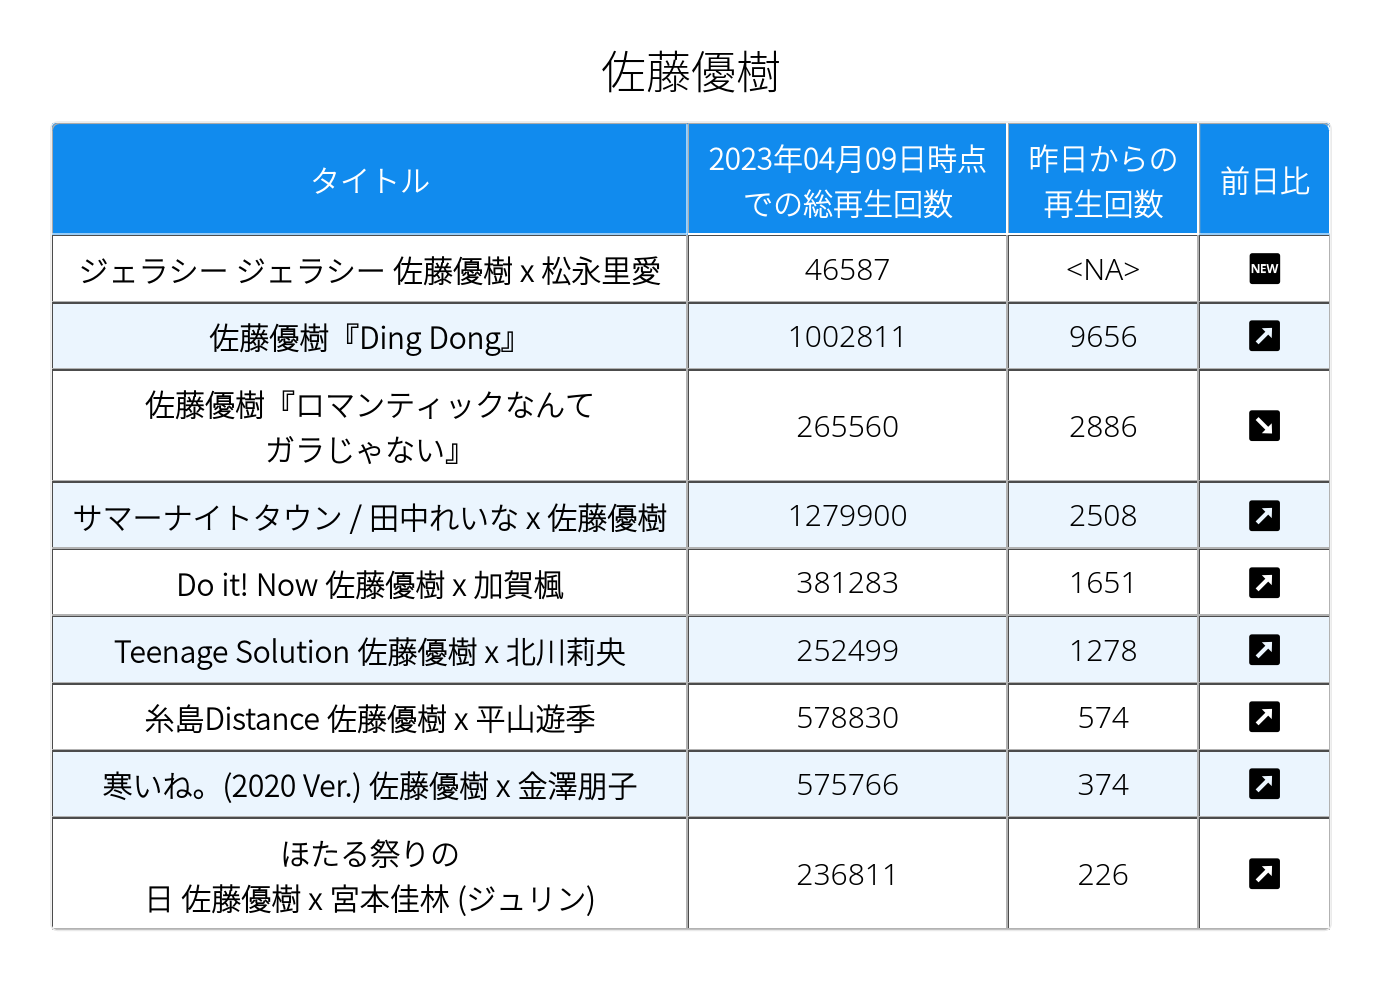 佐藤優樹
タイトル
2023年04月09日時点
での総再生回数
昨日からの
再生回数
前日比
ジェラシー ジェラシー 佐藤優樹 x 松永里愛
46587
<NA>
NEW
佐藤優樹『Ding Dong』
1002811
9656
佐藤優樹『ロマンティックなんて
ガラじゃない』
265560
2886
サマーナイトタウン / 田中れいな x 佐藤優樹
1279900
2508
Do it! Now 佐藤優樹 x 加賀楓
381283
1651
Teenage Solution 佐藤優樹 x 北川莉央
252499
1278
糸島Distance 佐藤優樹 x 平山遊季
578830
574
寒いね。(2020 Ver.) 佐藤優樹 x 金澤朋子
575766
374
ほたる祭りの
日 佐藤優樹 x 宮本佳林 (ジュリン)
236811
226